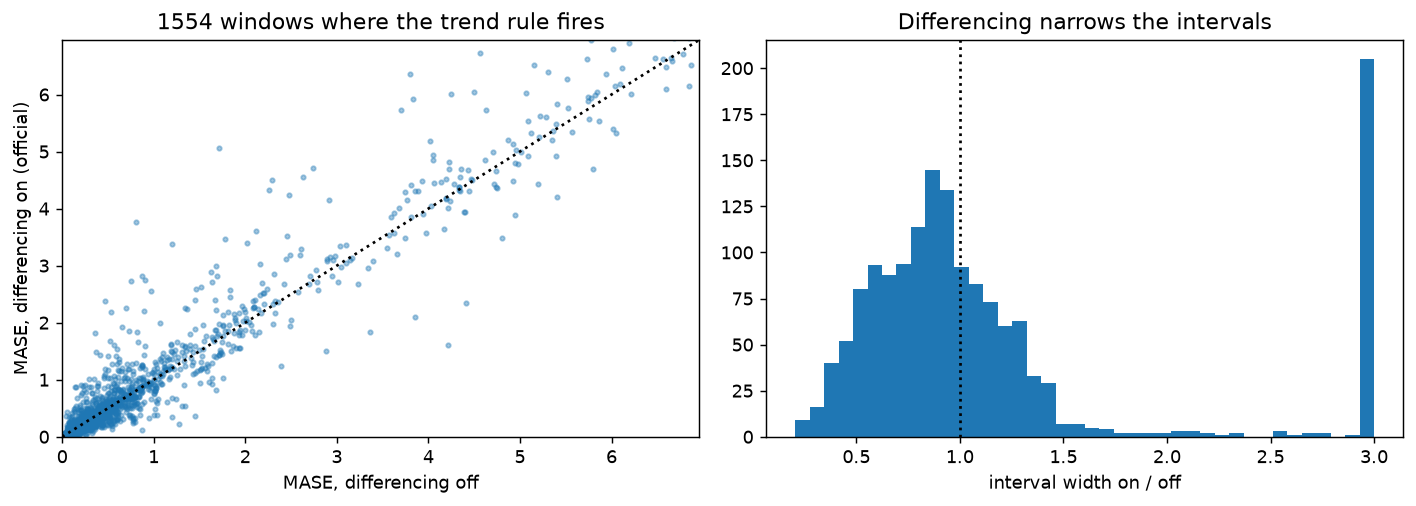 1554 windows where the trend rule fires
MASE, differencing on (official)
6
5
4
3
2
1
0
0 1 2 3 4 5 6
MASE, differencing off
Differencing narrows the intervals
200
175
150
125
100
75
50
25
0
0.5 1.0 1.5 2.0 2.5 3.0
interval width on / off